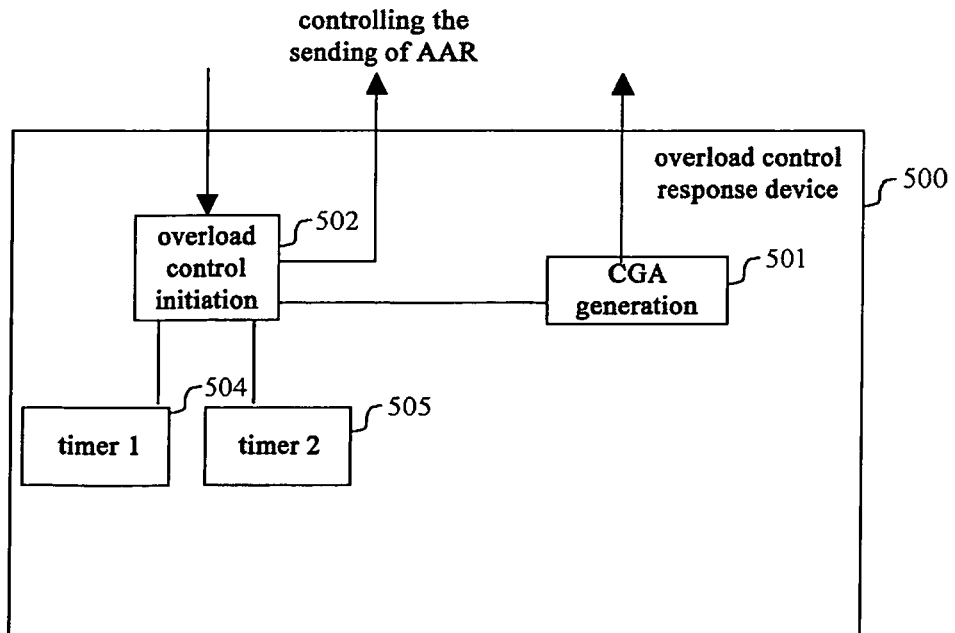 controlling the
sending of AAR
overload control
response device
500
502
overload
control
initiation
501
CGA
generation
504
timer 1
505
timer 2